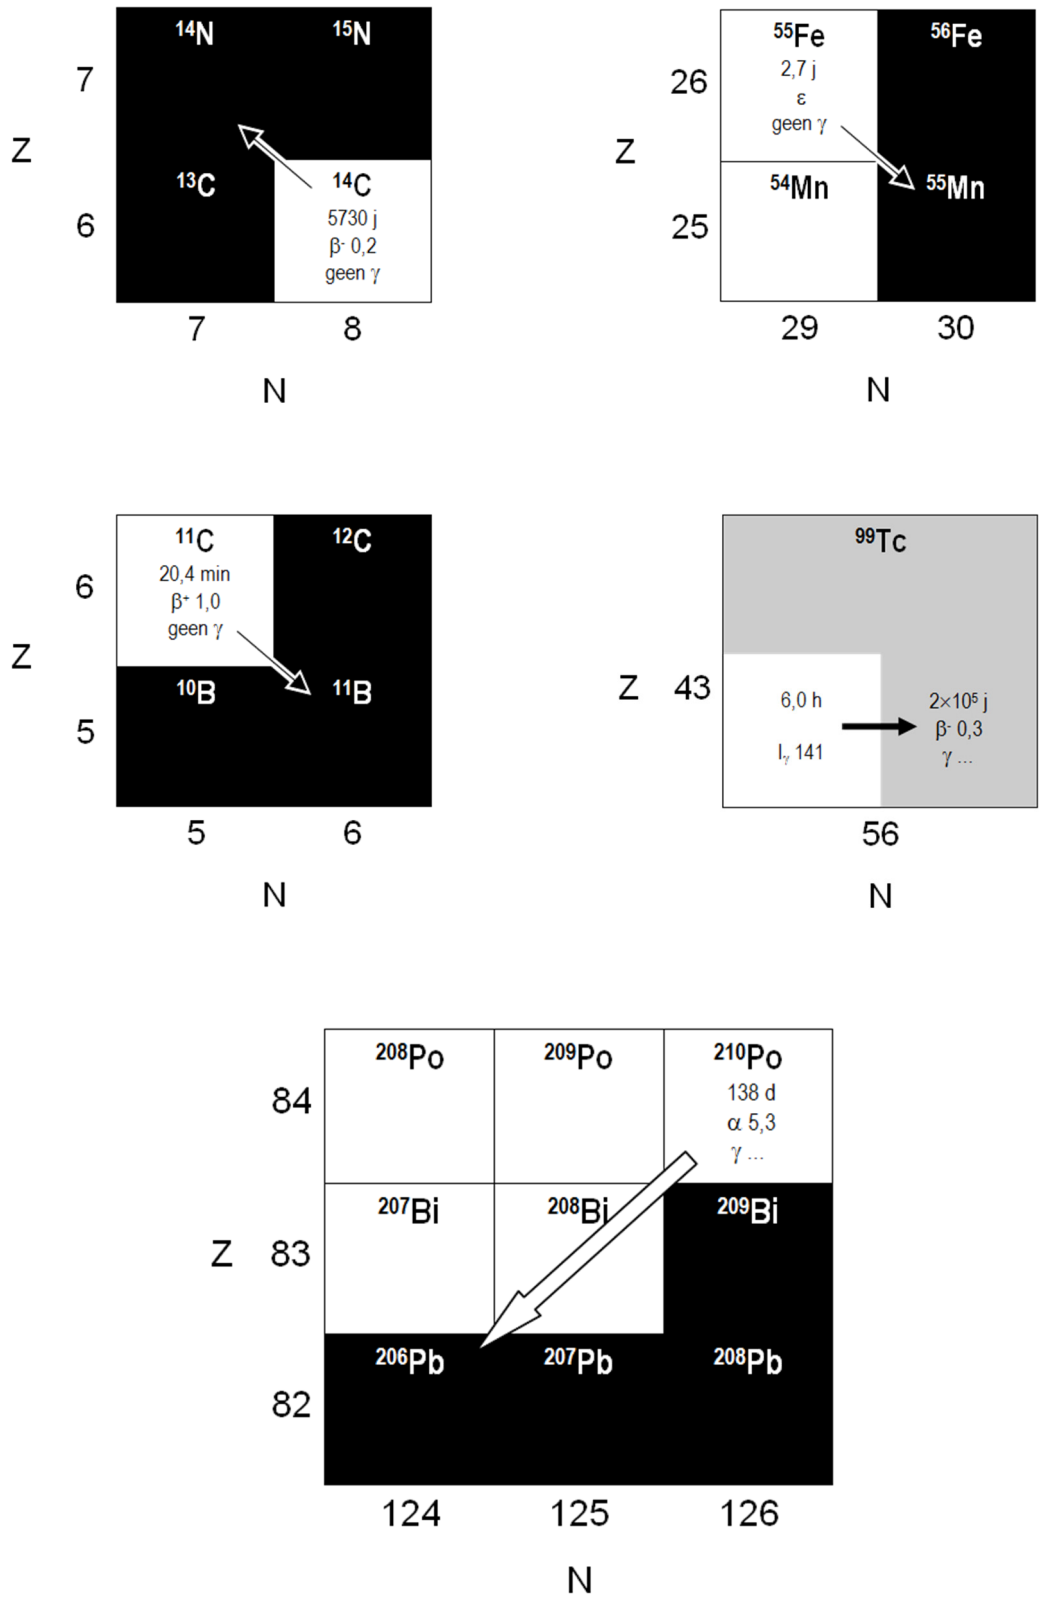 ¹⁴N ¹⁵N
7
Z
¹³C ¹⁴C
5730 j
6
β⁻ 0,2
geen γ
7 8
N
⁵⁵Fe ⁵⁶Fe
2,7 j
26
ε
geen γ
Z
⁵⁴Mn ⁵⁵Mn
25
29 30
N
¹¹C ¹²C
20,4 min
6
β⁺ 1,0
geen γ
Z
¹⁰B ¹¹B
5
5 6
N
⁹⁹Tc
Z 43
6,0 h
Iᵧ 141
2×10⁵ j
β⁻ 0,3
γ ...
56
N
²⁰⁸Po ²⁰⁹Po ²¹⁰Po
84
138 d
α 5,3
γ ...
²⁰⁷Bi ²⁰⁸Bi ²⁰⁹Bi
Z 83
²⁰⁶Pb ²⁰⁷Pb ²⁰⁸Pb
82
124 125 126
N